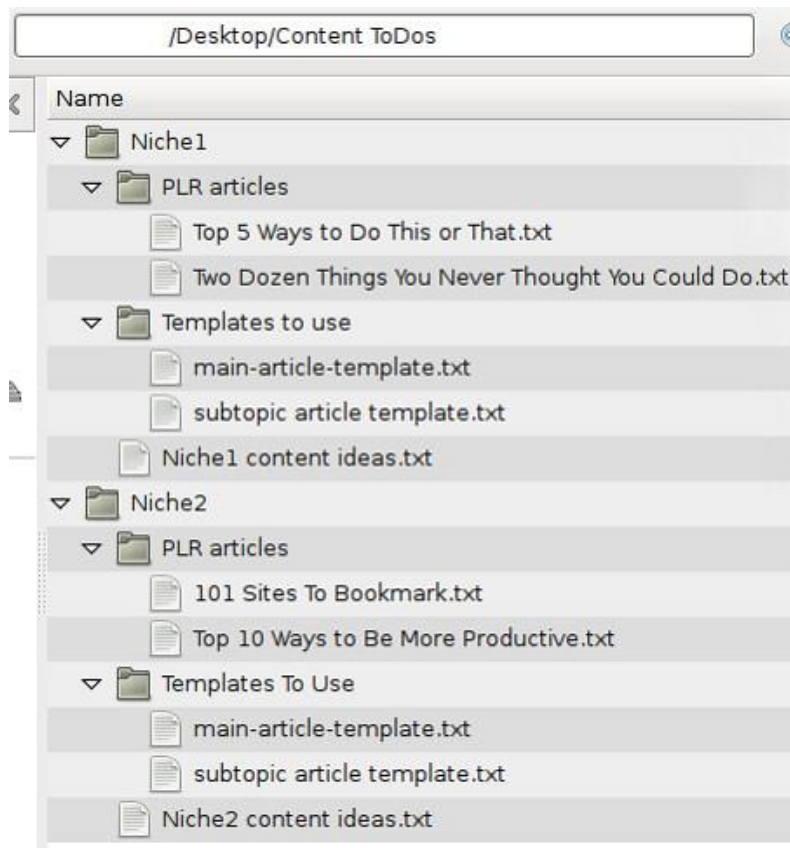 /Desktop/Content ToDos
Name
Niche1
PLR articles
Top 5 Ways to Do This or That.txt
Two Dozen Things You Never Thought You Could Do.txt
Templates to use
main-article-template.txt
subtopic article template.txt
Niche1 content ideas.txt
Niche2
PLR articles
101 Sites To Bookmark.txt
Top 10 Ways to Be More Productive.txt
Templates To Use
main-article-template.txt
subtopic article template.txt
Niche2 content ideas.txt